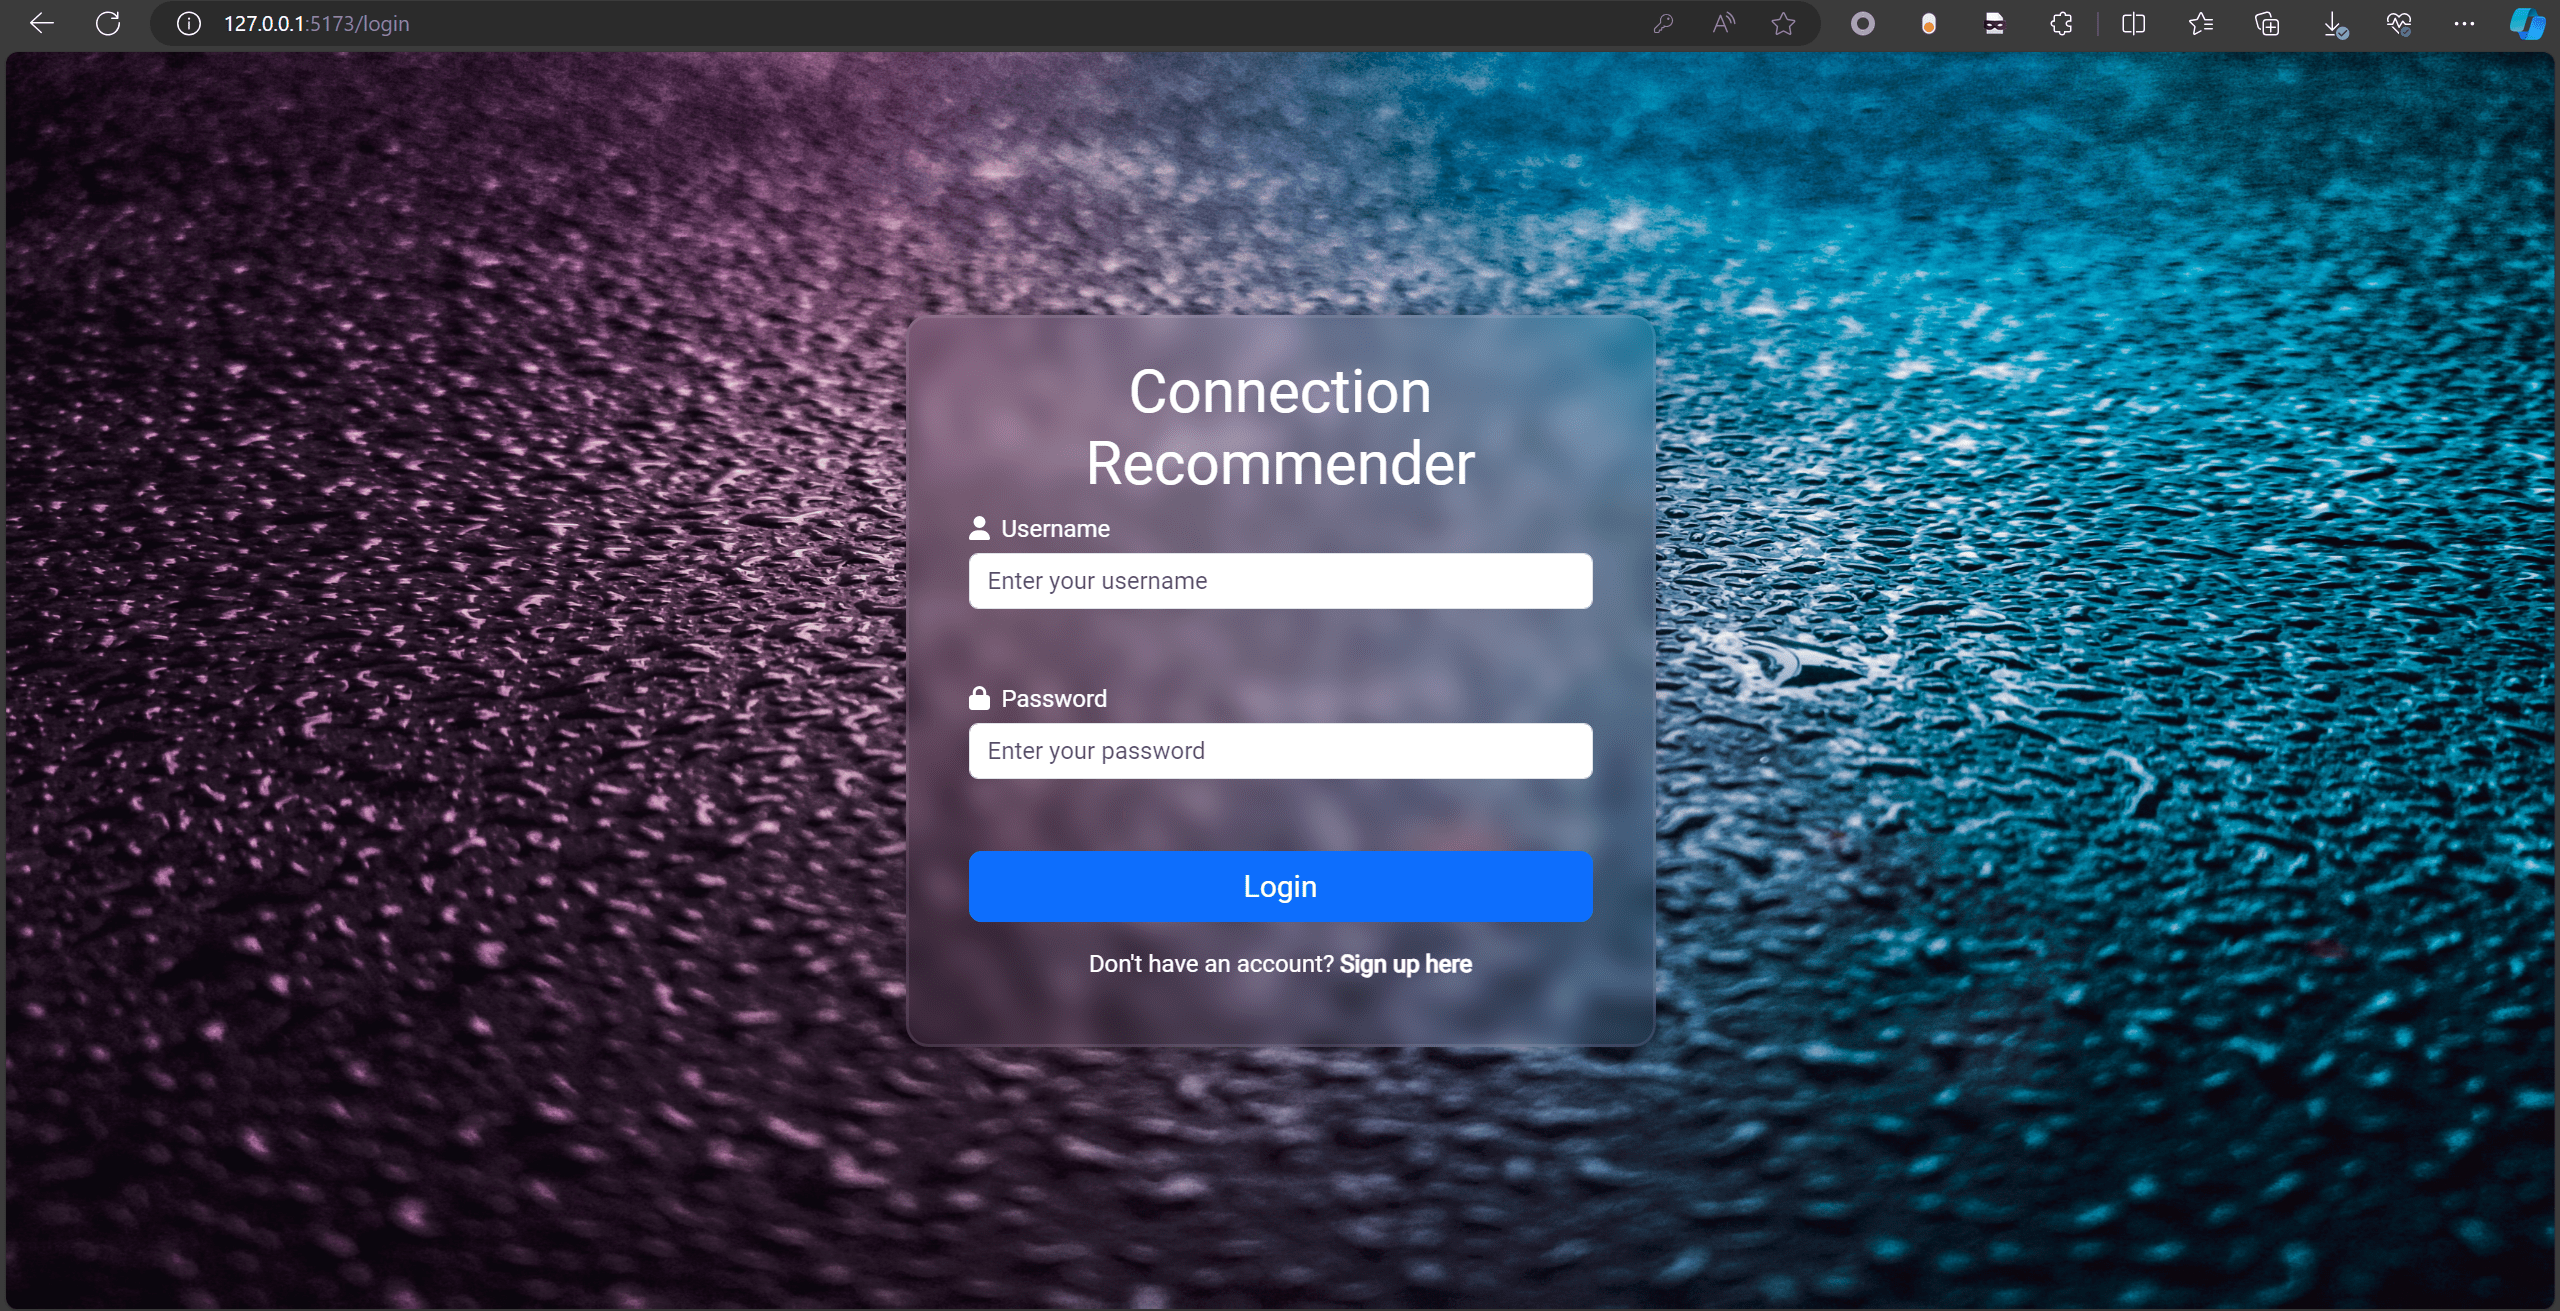 127.0.0.1:5173/login
Connection
Recommender
Username
Enter your username
Password
Enter your password
Login
Don't have an account? Sign up here